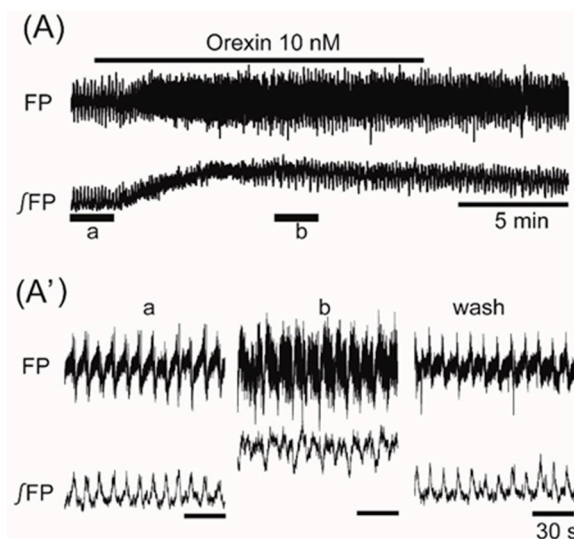 (A)
Orexin 10 nM
FP
∫FP
a
b
5 min
(A')
a
b
wash
FP
∫FP
30 s